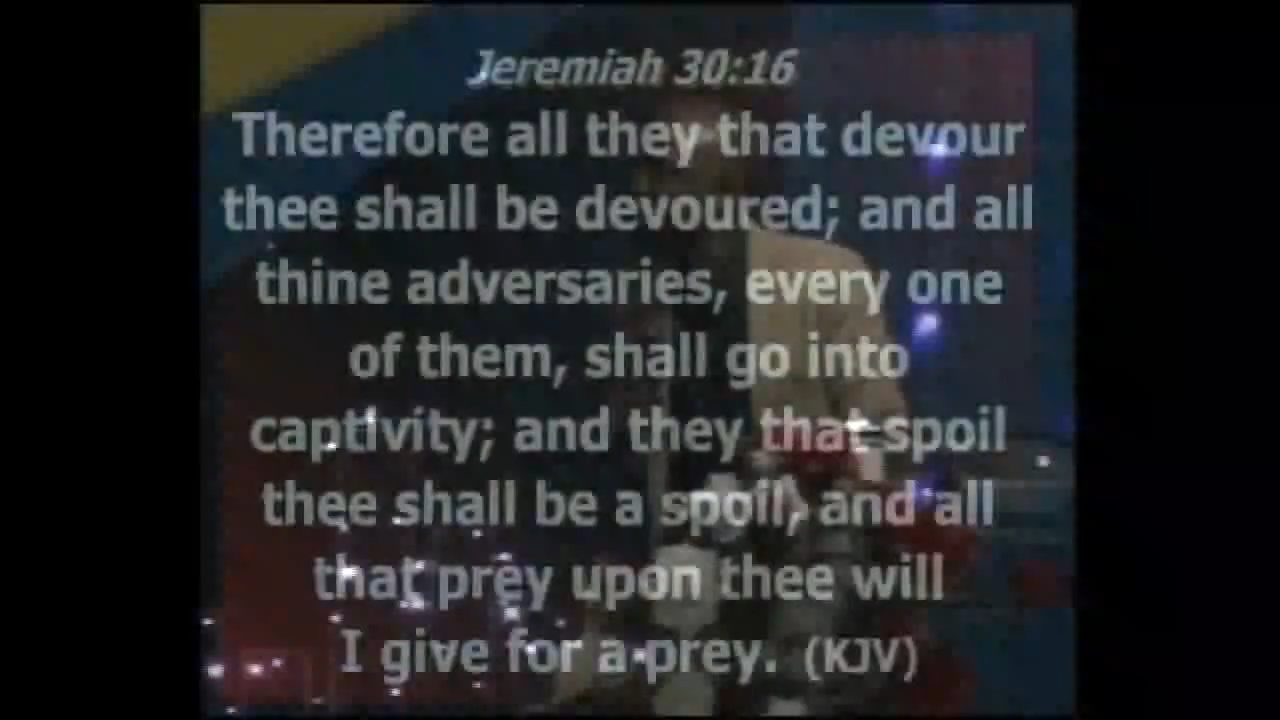 Jeremiah 30:16
Therefore all they that devour
thee shall be devoured; and all
thine adversaries, every one
of them, shall go into
captivity; and they that spoil
thee shall be a spoil, and all
that prey upon thee will
I give for a prey. (KJV)